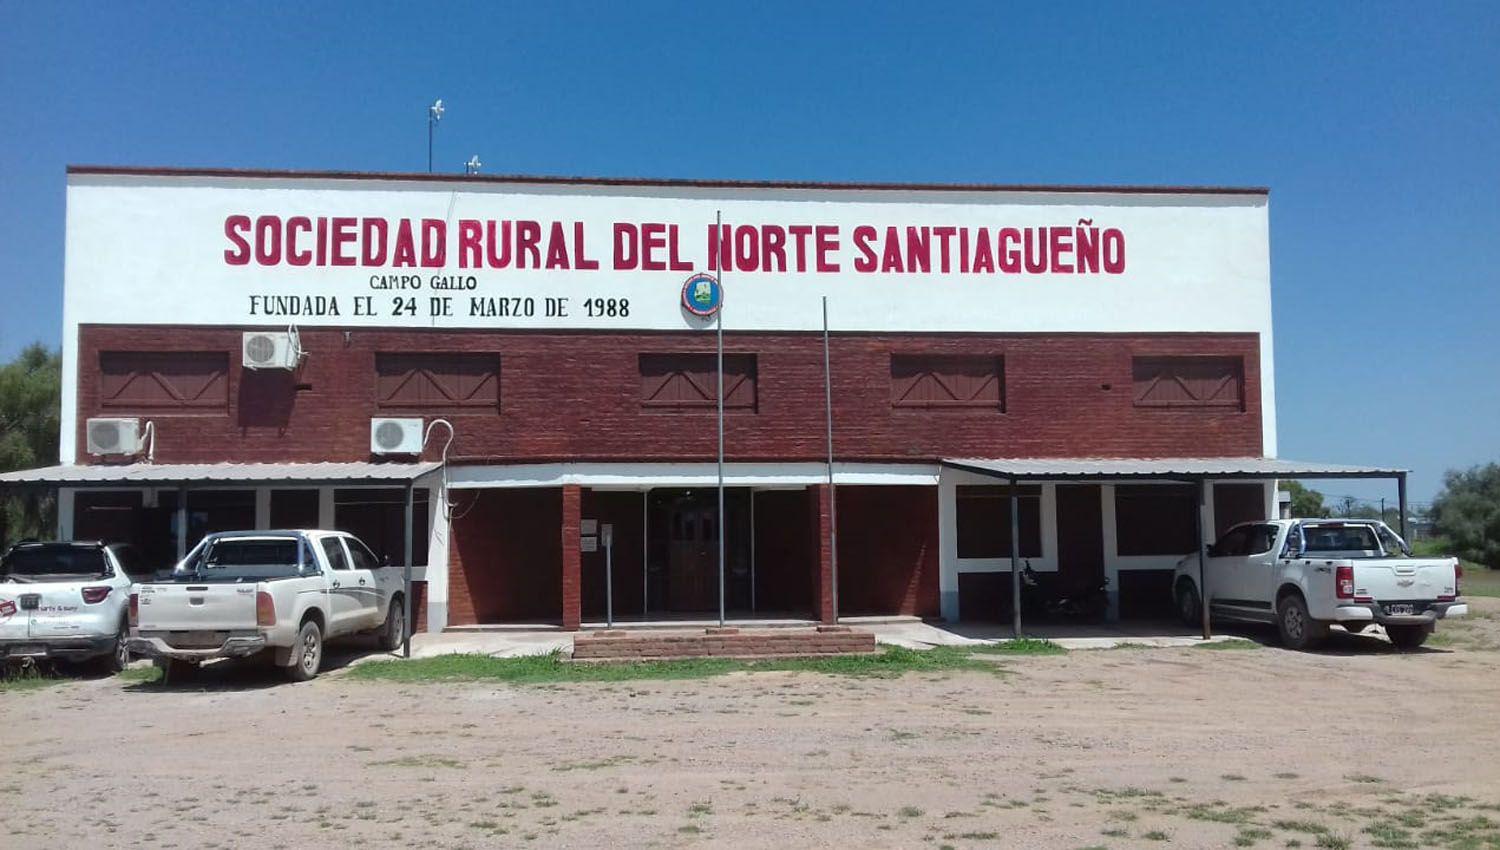 SOCIEDAD RURAL DEL NORTE SANTIAGUEÑO
CAMPO GALLO
FUNDADA EL 24 DE MARZO DE 1988